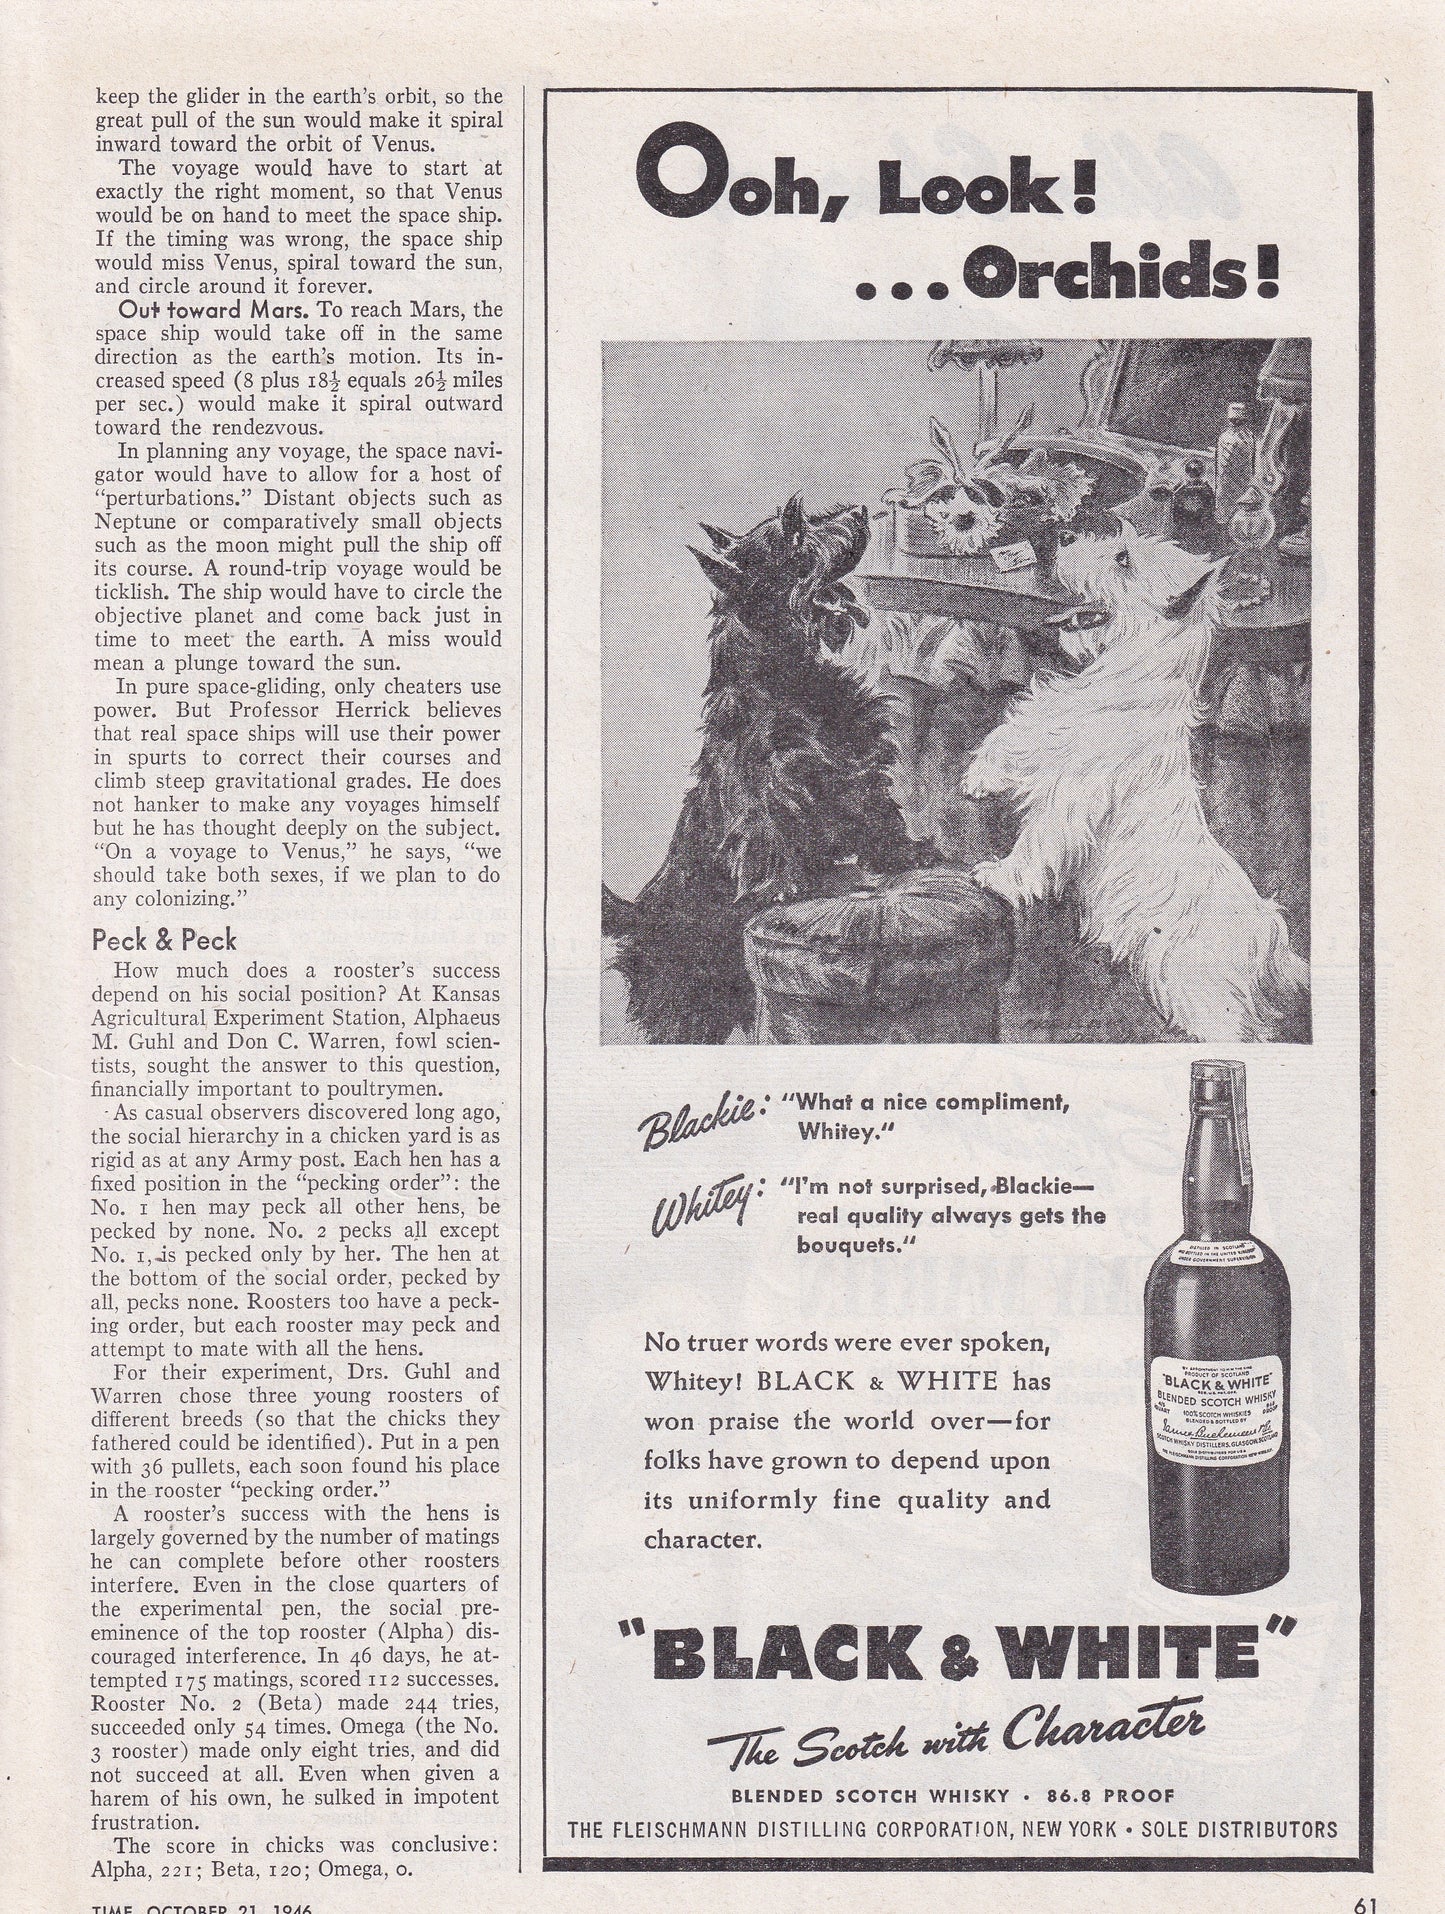 keep the glider in the earth's orbit, so the
great pull of the sun would make it spiral
inward toward the orbit of Venus.
The voyage would have to start at
exactly the right moment, so that Venus
would be on hand to meet the space ship.
If the timing was wrong, the space ship
would miss Venus, spiral toward the sun,
and circle around it forever.
Out toward Mars. To reach Mars, the
space ship would take off in the same
direction as the earth's motion. Its in-
creased speed (8 plus 18½ equals 26½ miles
per sec.) would make it spiral outward
toward the rendezvous.
In planning any voyage, the space navi-
gator would have to allow for a host of
"perturbations." Distant objects such as
Neptune or comparatively small objects
such as the moon might pull the ship off
its course. A round-trip voyage would be
ticklish. The ship would have to circle the
objective planet and come back just in
time to meet the earth. A miss would
mean a plunge toward the sun.
In pure space-gliding, only cheaters use
power. But Professor Herrick believes
that real space ships will use their power
in spurts to correct their courses and
climb steep gravitational grades. He does
not hanker to make any voyages himself
but he has thought deeply on the subject.
"On a voyage to Venus," he says, "we
should take both sexes, if we plan to do
any colonizing."
Peck & Peck
How much does a rooster's success
depend on his social position? At Kansas
Agricultural Experiment Station, Alphaeus
M. Guhl and Don C. Warren, fowl scien-
tists, sought the answer to this question,
financially important to poultrymen.
As casual observers discovered long ago,
the social hierarchy in a chicken yard is as
rigid as at any Army post. Each hen has a
fixed position in the "pecking order": the
No. 1 hen may peck all other hens, be
pecked by none. No. 2 pecks all except
No. 1, is pecked only by her. The hen at
the bottom of the social order, pecked by
all, pecks none. Roosters too have a peck-
ing order, but each rooster may peck and
attempt to mate with all the hens.
For their experiment, Drs. Guhl and
Warren chose three young roosters of
different breeds (so that the chicks they
fathered could be identified). Put in a pen
with 36 pullets, each soon found his place
in the rooster "pecking order."
A rooster's success with the hens is
largely governed by the number of matings
he can complete before other roosters
interfere. Even in the close quarters of
the experimental pen, the social pre-
eminence of the top rooster (Alpha) dis-
couraged interference. In 46 days, he at-
tempted 175 matings, scored 112 successes.
Rooster No. 2 (Beta) made 244 tries,
succeeded only 54 times. Omega (the No.
3 rooster) made only eight tries, and did
not succeed at all. Even when given a
harem of his own, he sulked in impotent
frustration.
The score in chicks was conclusive:
Alpha, 221; Beta, 120; Omega, 0.
TIME, OCTOBER 21, 1946
Ooh, Look!
...Orchids!
Blackie: "What a nice compliment,
Whitey."
Whitey: "I'm not surprised, Blackie—
real quality always gets the
bouquets."
No truer words were ever spoken,
Whitey! BLACK & WHITE has
won praise the world over—for
folks have grown to depend upon
its uniformly fine quality and
character.
DISTILLED IN SCOTLAND
AND BOTTLED IN THE UNITED KINGDOM
UNDER GOVERNMENT SUPERVISION
PRODUCT OF SCOTLAND
"BLACK & WHITE"
BLENDED SCOTCH WHISKY
100% SCOTCH WHISKIES
BLENDED & BOTTLED BY
James Buchanan & Co
SCOTCH WHISKY DISTILLERS, GLASGOW, SCOTLAND
"BLACK & WHITE"
The Scotch with Character
BLENDED SCOTCH WHISKY • 86.8 PROOF
THE FLEISCHMANN DISTILLING CORPORATION, NEW YORK • SOLE DISTRIBUTORS
61